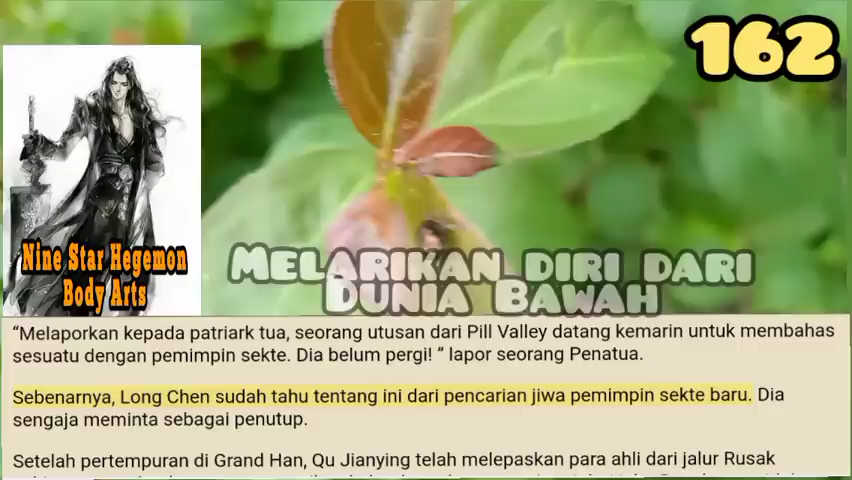 162
Nine Star Hegemon
Body Arts
MELARIKAN DIRI DARI
DUNIA BAWAH
“Melaporkan kepada patriark tua, seorang utusan dari Pill Valley datang kemarin untuk membahas
sesuatu dengan pemimpin sekte. Dia belum pergi! ” lapor seorang Penatua.
Sebenarnya, Long Chen sudah tahu tentang ini dari pencarian jiwa pemimpin sekte baru. Dia
sengaja meminta sebagai penutup.
Setelah pertempuran di Grand Han, Qu Jianying telah melepaskan para ahli dari jalur Rusak